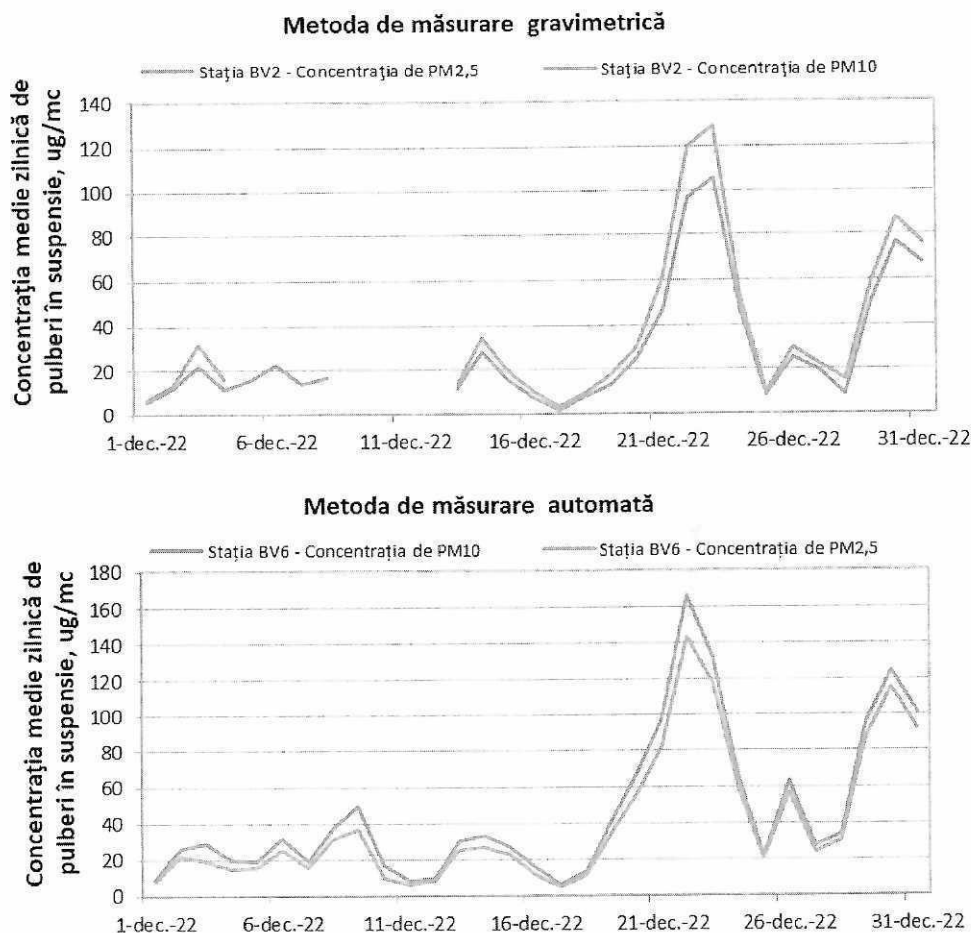 Metoda de măsurare gravimetrică
Stația BV2 - Concentrația de PM2,5 Stația BV2 - Concentrația de PM10
Concentrația medie zilnică de
pulberi în suspensie, ug/mc
140
120
100
80
60
40
20
0
1-dec.-22 6-dec.-22 11-dec.-22 16-dec.-22 21-dec.-22 26-dec.-22 31-dec.-22
Metoda de măsurare automată
Stația BV6 - Concentrația de PM10 Stația BV6 - Concentrația de PM2,5
Concentrația medie zilnică de
pulberi în suspensie, ug/mc
180
160
140
120
100
80
60
40
20
0
1-dec.-22 6-dec.-22 11-dec.-22 16-dec.-22 21-dec.-22 26-dec.-22 31-dec.-22